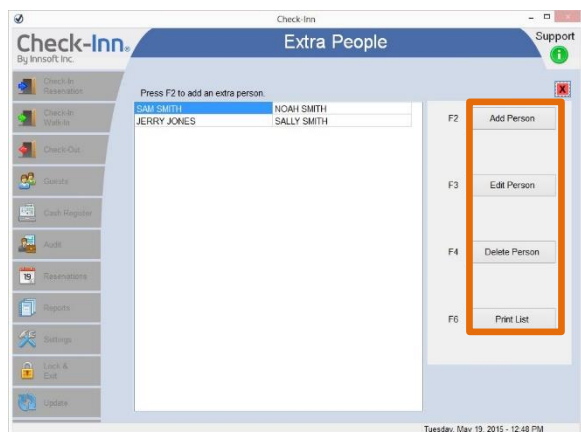 Check-Inn
Check-Inn®
By Innsoft Inc.
Extra People
Support
Check-In
Reservation
Check-In
Walk-In
Check-Out
Guests
Cash Register
Audit
19
Reservations
Reports
Settings
Lock &
Exit
Update
Press F2 to add an extra person.
X
SAM SMITH NOAH SMITH
JERRY JONES SALLY SMITH
F2 Add Person
F3 Edit Person
F4 Delete Person
F6 Print List
Tuesday, May 19, 2015 - 12:48 PM